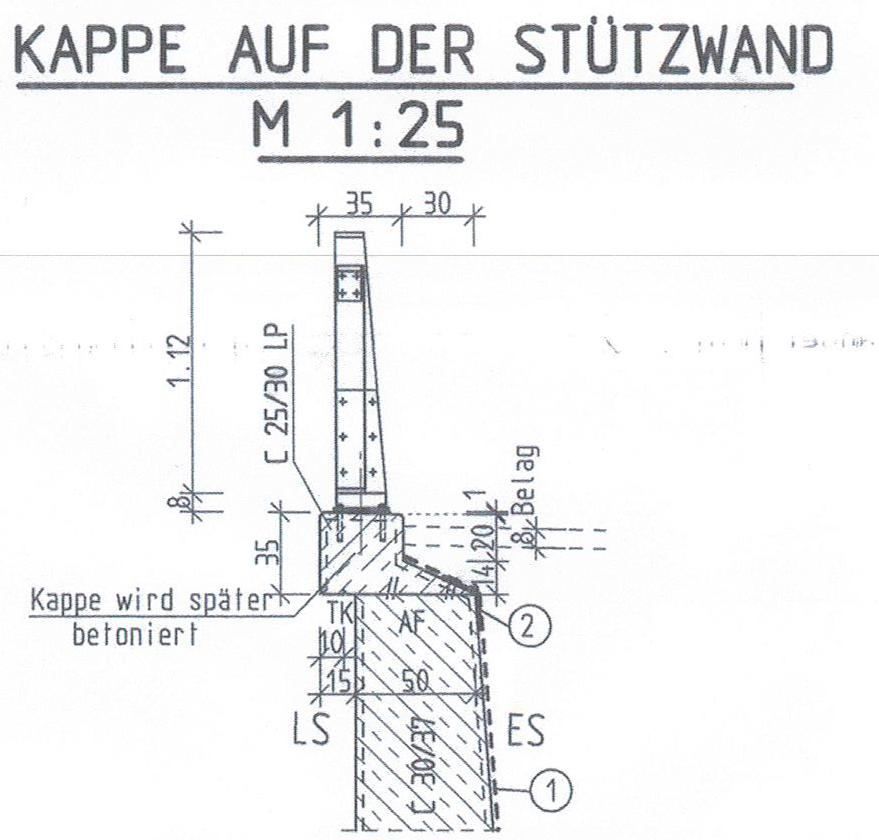 KAPPE AUF DER STÜTZWAND
M 1:25
35 30
1.12
8
C 25/30 LP
35
1
20
14
8 Belag
Kappe wird später
betoniert
TK
AF
10
15 50
2
LS
ES
C 30/37
1